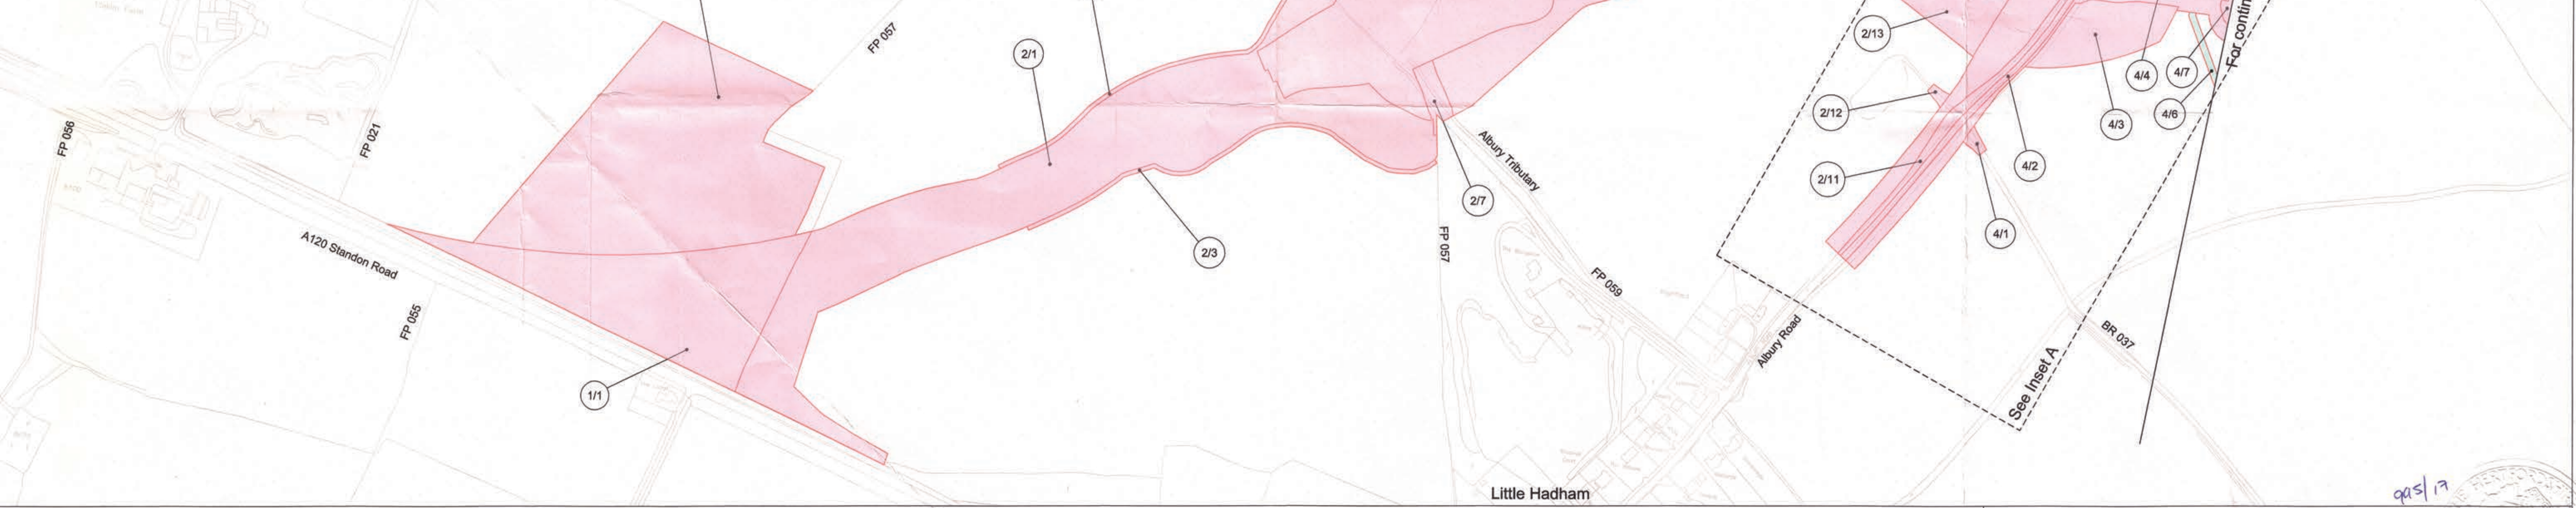 FP 057
2/1
2/13
4/4
4/7
For contin
2/12
4/6
4/3
FP 056
FP 021
Albury Tributary
4/2
2/11
2/7
4/1
A120 Standon Road
2/3
FP 057
FP 059
FP 055
Albury Road
BR 037
See Inset A
1/1
Little Hadham
995/17